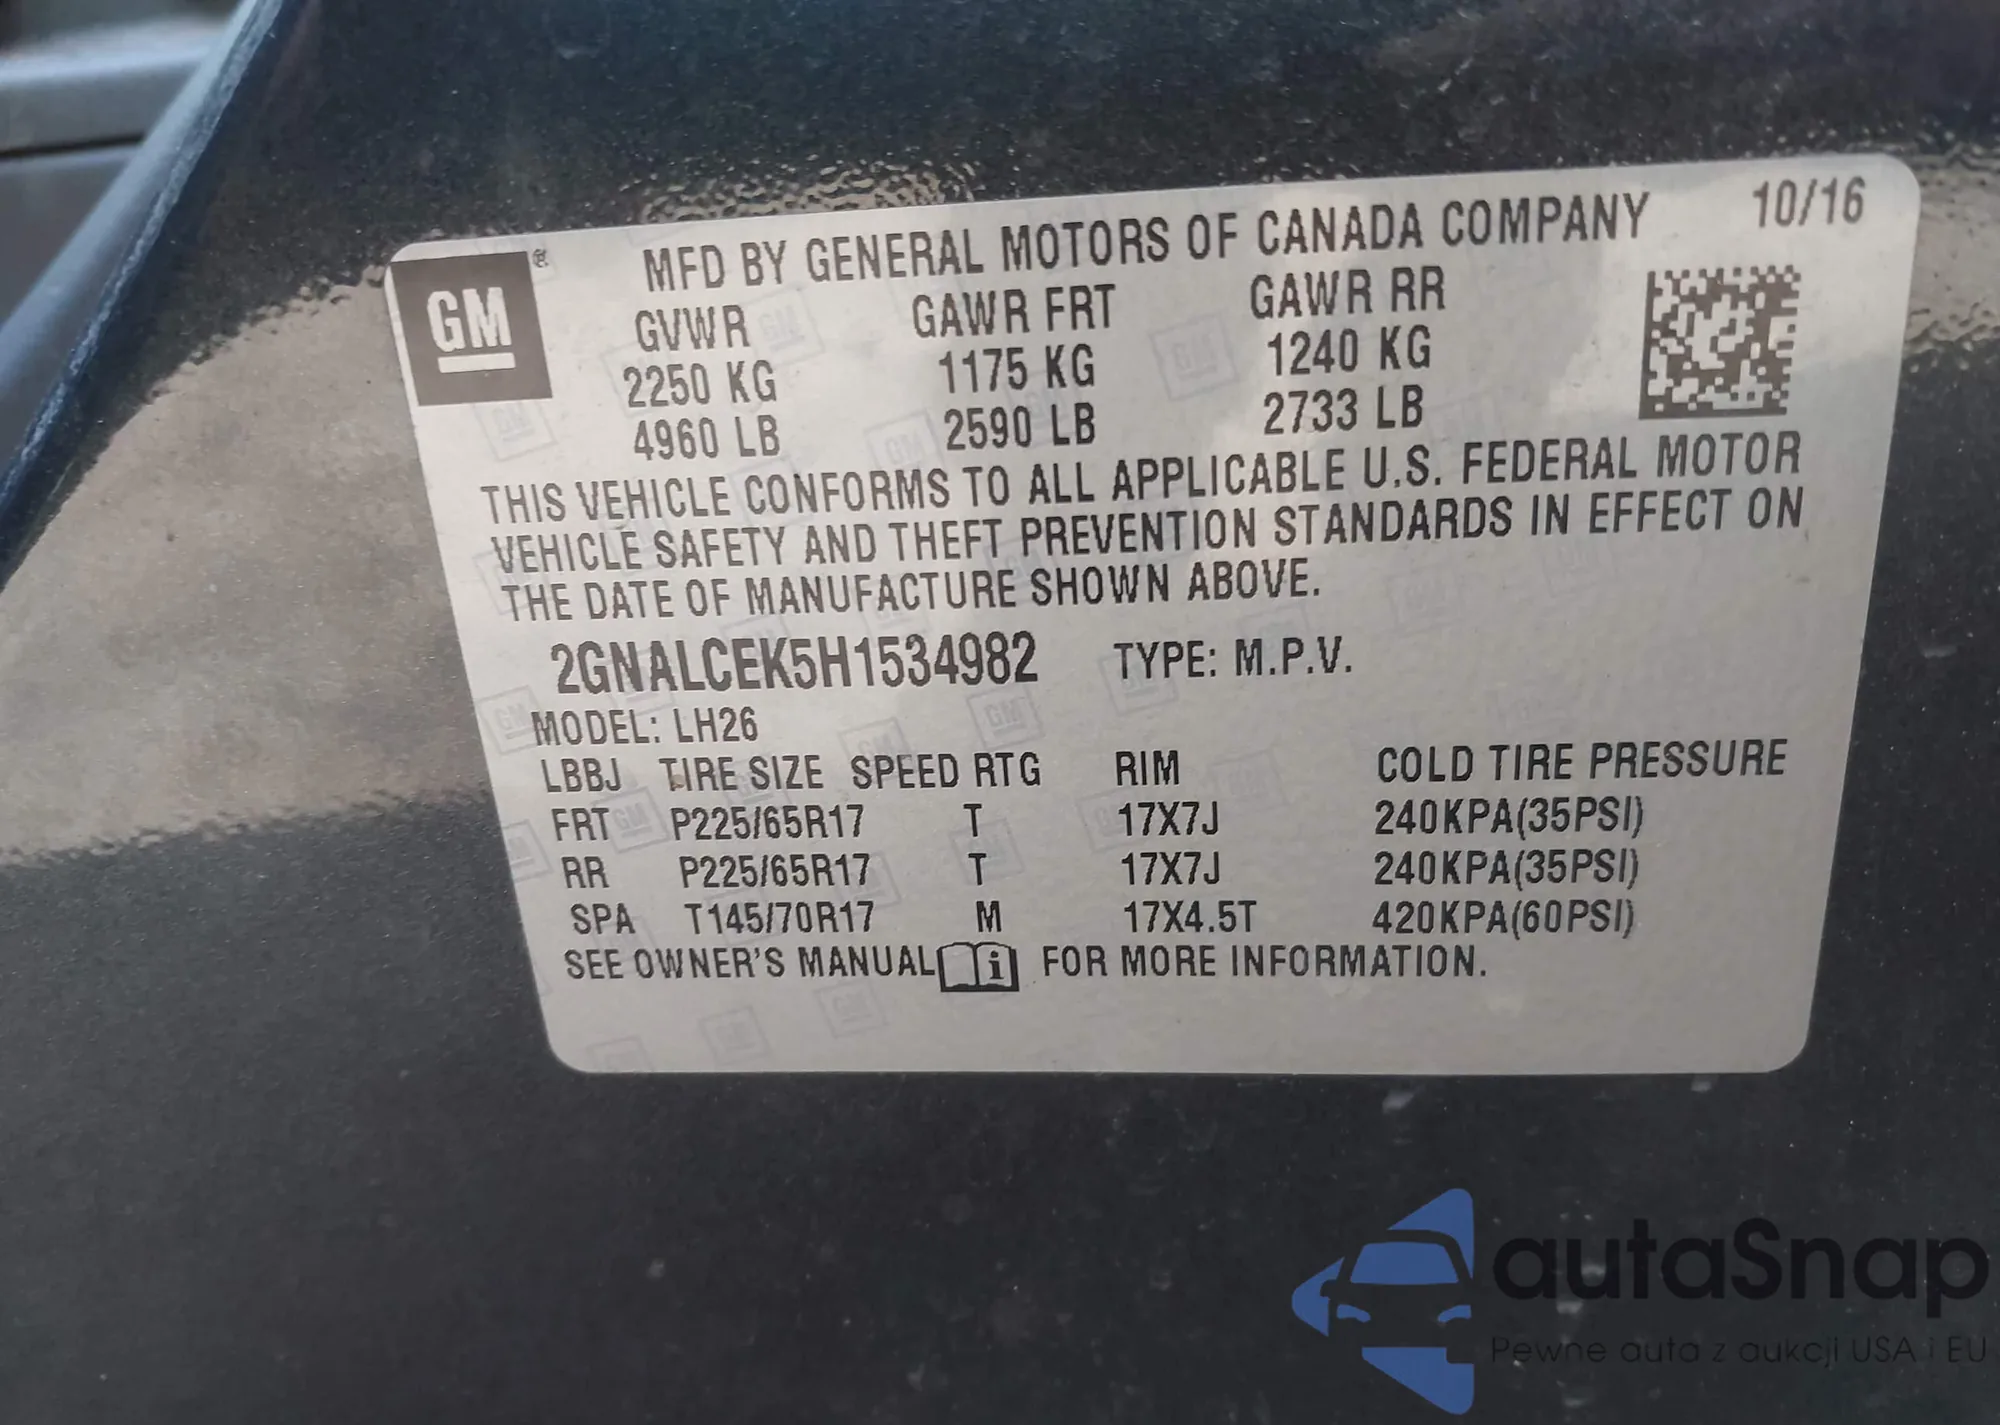 MFD BY GENERAL MOTORS OF CANADA COMPANY 10/16
GM ®
GVWR GAWR FRT GAWR RR
2250 KG 1175 KG 1240 KG
4960 LB 2590 LB 2733 LB
THIS VEHICLE CONFORMS TO ALL APPLICABLE U.S. FEDERAL MOTOR
VEHICLE SAFETY AND THEFT PREVENTION STANDARDS IN EFFECT ON
THE DATE OF MANUFACTURE SHOWN ABOVE.
2GNALCEK5H1534982 TYPE: M.P.V.
MODEL: LH26
LBBJ TIRE SIZE SPEED RTG RIM COLD TIRE PRESSURE
FRT P225/65R17 T 17X7J 240KPA(35PSI)
RR P225/65R17 T 17X7J 240KPA(35PSI)
SPA T145/70R17 M 17X4.5T 420KPA(60PSI)
SEE OWNER'S MANUAL i FOR MORE INFORMATION.
autaSnap
Pewne auta z aukcji USA i EU